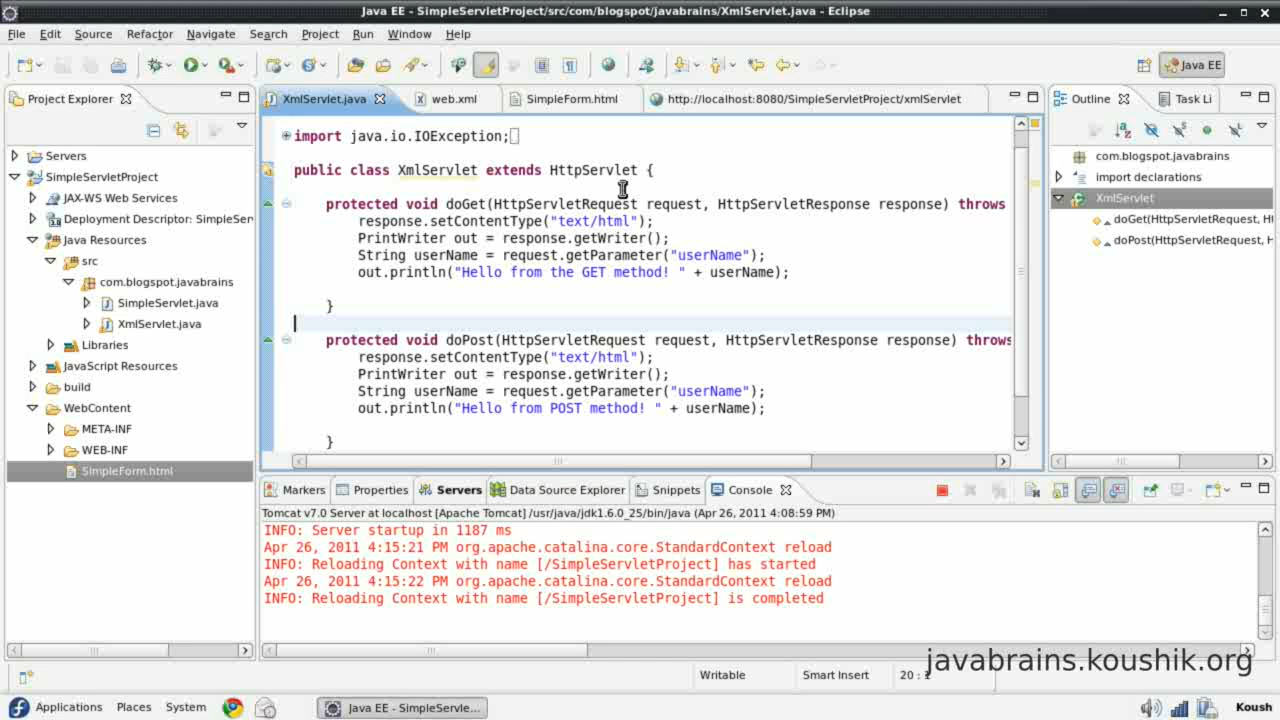 Java EE - SimpleServletProject/src/com/blogspot/javabrains/XmlServlet.java - Eclipse
File Edit Source Refactor Navigate Search Project Run Window Help
Java EE
Project Explorer
XmlServlet.java web.xml SimpleForm.html http://localhost:8080/SimpleServletProject/xmlServlet
Outline Task Li
Servers
SimpleServletProject
JAX-WS Web Services
Deployment Descriptor: SimpleSer
Java Resources
src
com.blogspot.javabrains
SimpleServlet.java
XmlServlet.java
Libraries
JavaScript Resources
build
WebContent
META-INF
WEB-INF
SimpleForm.html
import java.io.IOException;
public class XmlServlet extends HttpServlet {
protected void doGet(HttpServletRequest request, HttpServletResponse response) throws
response.setContentType("text/html");
PrintWriter out = response.getWriter();
String userName = request.getParameter("userName");
out.println("Hello from the GET method! " + userName);
}
protected void doPost(HttpServletRequest request, HttpServletResponse response) throws
response.setContentType("text/html");
PrintWriter out = response.getWriter();
String userName = request.getParameter("userName");
out.println("Hello from POST method! " + userName);
}
com.blogspot.javabrains
import declarations
XmlServlet
doGet(HttpServletRequest, H
doPost(HttpServletRequest, H
Markers Properties Servers Data Source Explorer Snippets Console
Tomcat v7.0 Server at localhost [Apache Tomcat] /usr/java/jdk1.6.0_25/bin/java (Apr 26, 2011 4:08:59 PM)
INFO: Server startup in 1187 ms
Apr 26, 2011 4:15:21 PM org.apache.catalina.core.StandardContext reload
INFO: Reloading Context with name [/SimpleServletProject] has started
Apr 26, 2011 4:15:22 PM org.apache.catalina.core.StandardContext reload
INFO: Reloading Context with name [/SimpleServletProject] is completed
javabrains.koushik.org
Writable Smart Insert 20 :
Applications Places System Java EE - SimpleServle... Koush